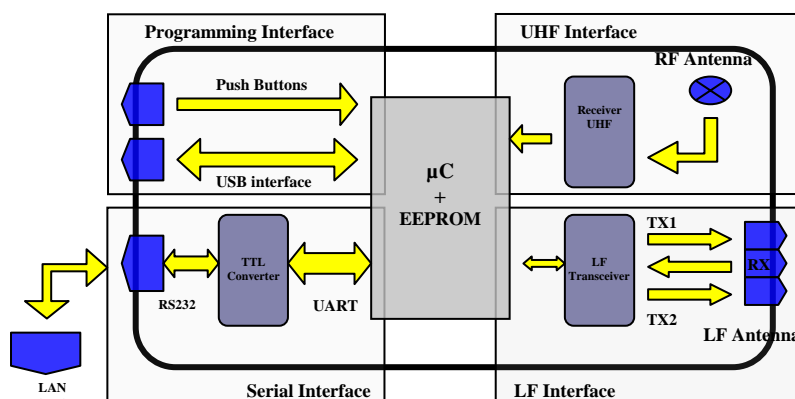 Programming Interface
UHF Interface
RF Antenna
Push Buttons
Receiver
UHF
USB interface
µC
+
EEPROM
TTL
Converter
RS232
UART
LF
Transceiver
TX1
RX
TX2
LF Antenna
LAN
Serial Interface
LF Interface